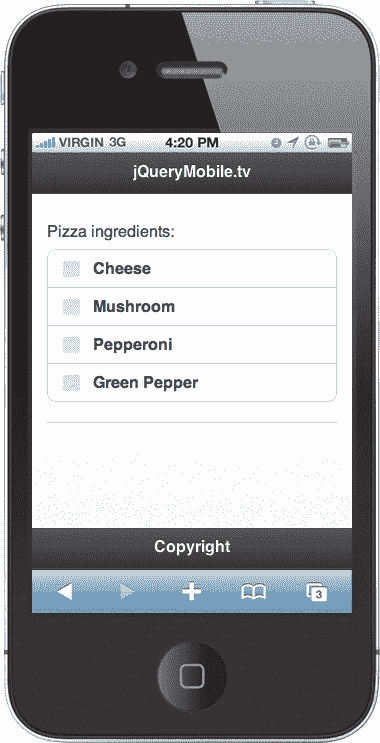 VIRGIN 3G 4:20 PM
jQueryMobile.tv
Pizza ingredients:
Cheese
Mushroom
Pepperoni
Green Pepper
Copyright
3